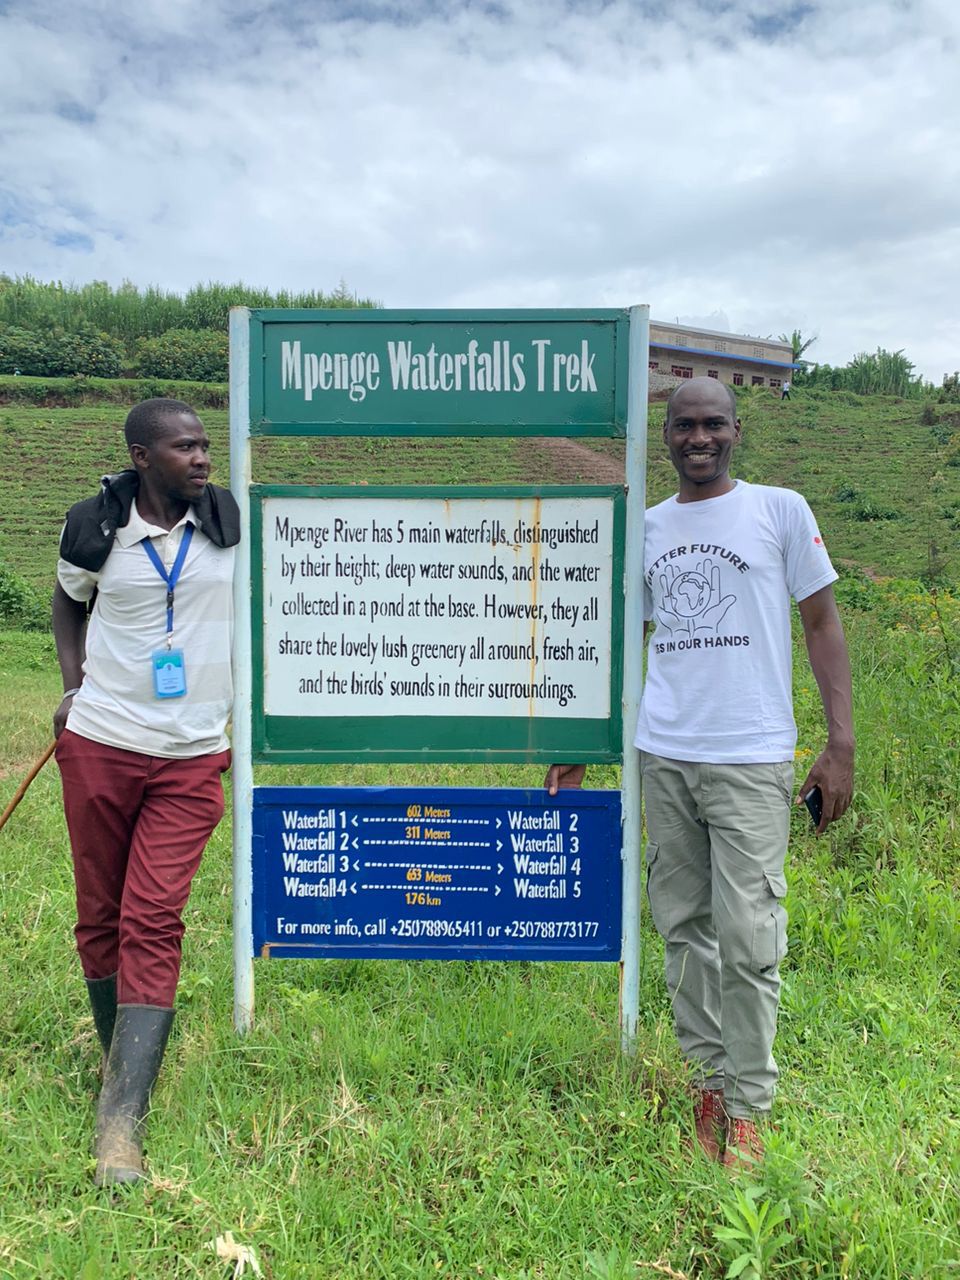 Mpenge Waterfalls Trek
Mpenge River has 5 main waterfalls, distinguished
by their height; deep water sounds, and the water
collected in a pond at the base. However, they all
share the lovely lush greenery all around, fresh air,
and the birds' sounds in their surroundings.
602 Meters
Waterfall 1 <--------------> Waterfall 2
311 Meters
Waterfall 2 <--------------> Waterfall 3
Waterfall 3 <--------------> Waterfall 4
653 Meters
Waterfall4 <--------------> Waterfall 5
1.76 km
For more info, call +250788965411 or +250788773177
ETTER FUTURE
ES IN OUR HANDS